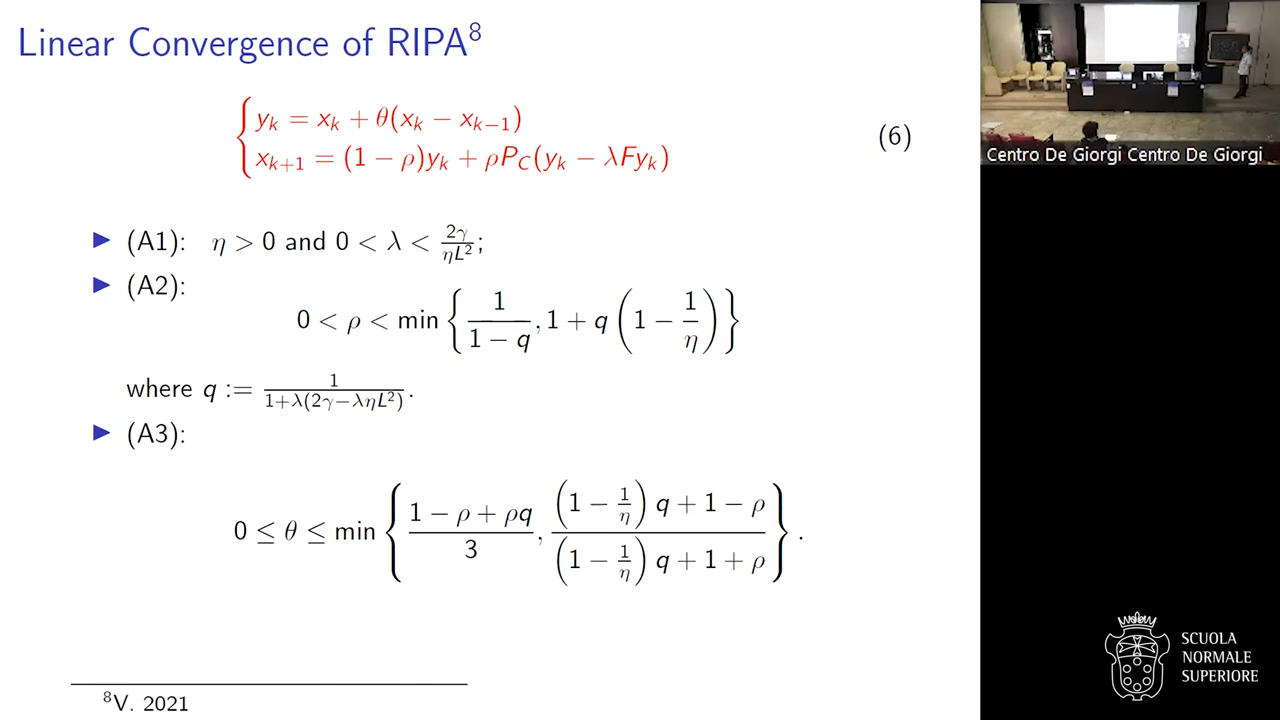 Linear Convergence of RIPA⁸
{ y_k = x_k + θ(x_k − x_{k−1})
x_{k+1} = (1 − ρ)y_k + ρP_C(y_k − λFy_k)
(6)
▶ (A1): η > 0 and 0 < λ < 2γ/(ηL²);
▶ (A2):
0 < ρ < min { 1/(1 − q), 1 + q (1 − 1/η) }
where q := 1/(1+λ(2γ−ληL²)).
▶ (A3):
0 ≤ θ ≤ min { (1 − ρ + ρq)/3, ((1 − 1/η) q + 1 − ρ)/((1 − 1/η) q + 1 + ρ) }.
⁸V. 2021
Centro De Giorgi Centro De Giorgi
SCUOLA
NORMALE
SUPERIORE